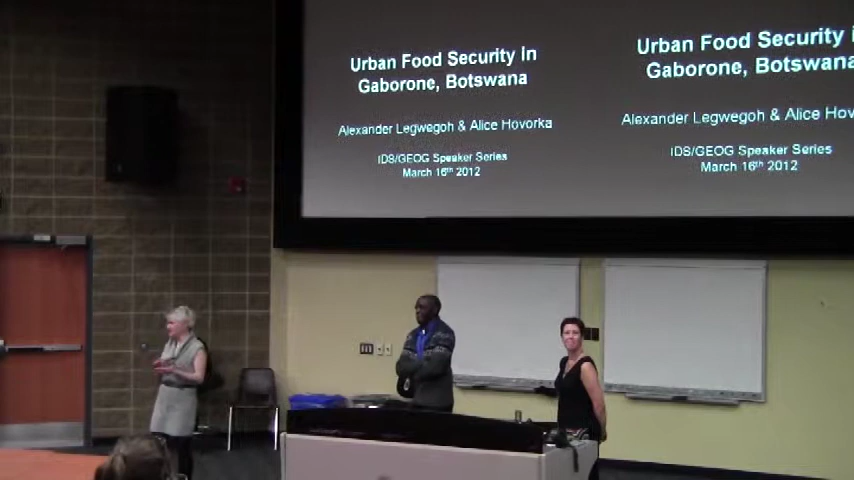 Urban Food Security in
Gaborone, Botswana
Alexander Legwegoh & Alice Hovorka
IDS/GEOG Speaker Series
March 16th 2012
Urban Food Security
Gaborone, Botswana
Alexander Legwegoh & Alice
IDS/GEOG Speaker Series
March 16th 2012